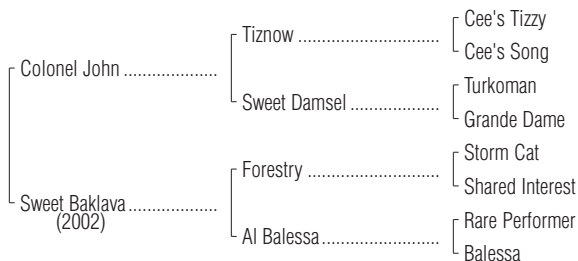 Cee's Tizzy
Tiznow ..............................
Cee's Song
Colonel John ....................
Turkoman
Sweet Damsel ...................
Grande Dame
Storm Cat
Forestry ............................
Shared Interest
Sweet Baklava ...................
(2002)
Rare Performer
Al Balessa .........................
Balessa